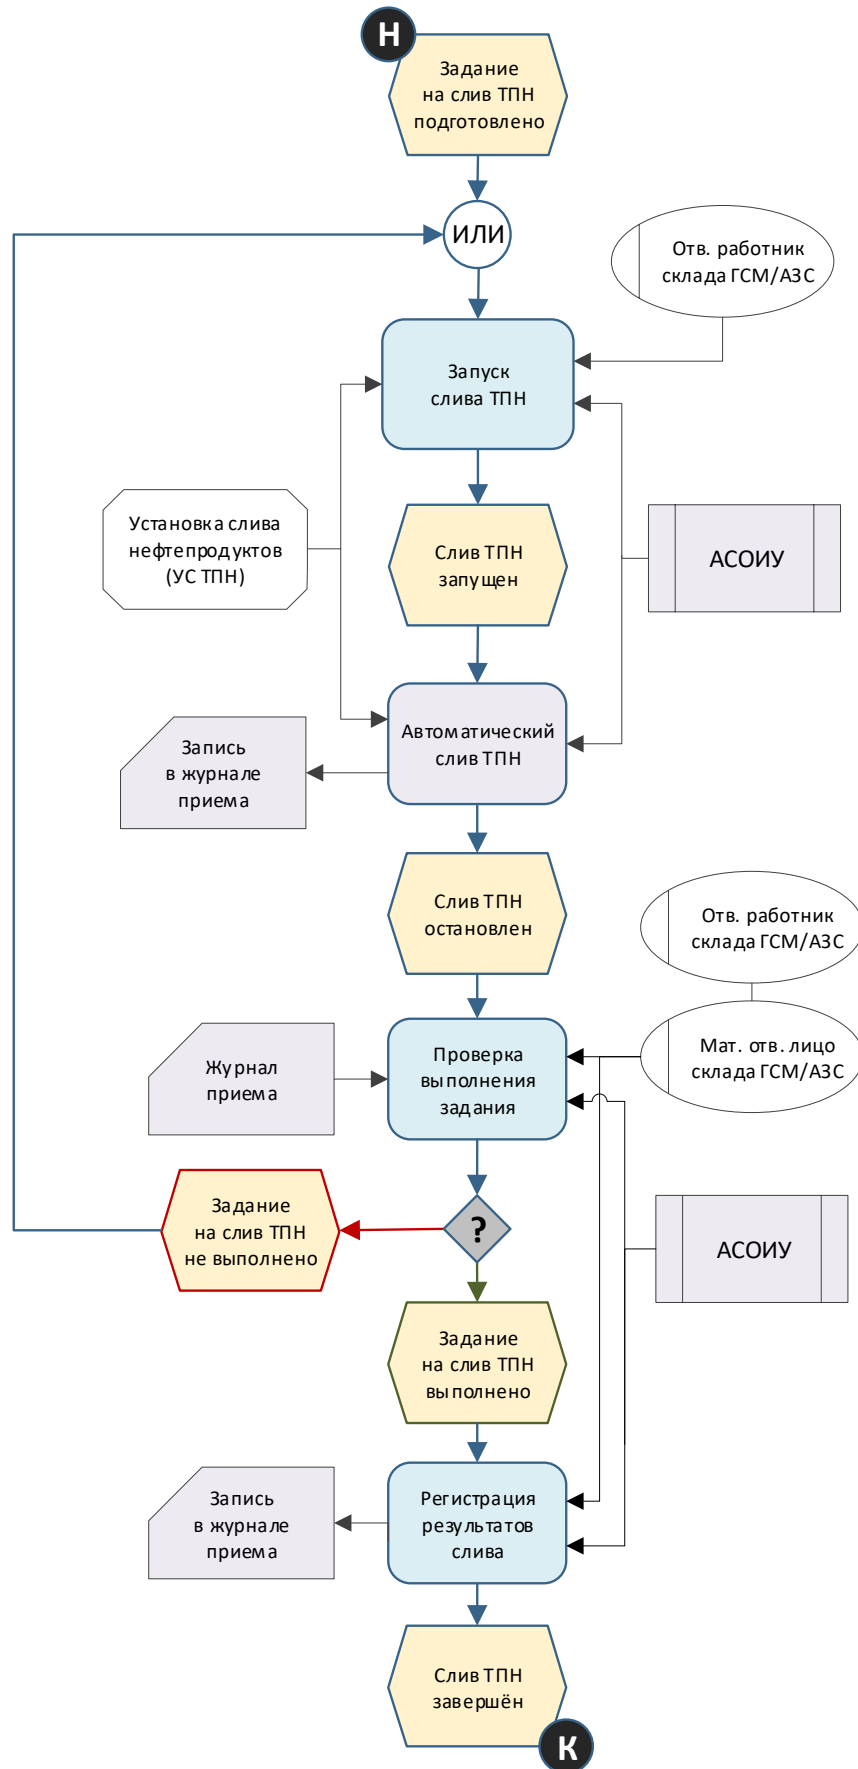 Н
Задание
на слив ТПН
подготовлено
ИЛИ
Отв. работник
склада ГСМ/АЗС
Запуск
слива ТПН
Установка слива
нефтепродуктов
(УС ТПН)
Слив ТПН
запущен
АСОИУ
Автоматический
слив ТПН
Запись
в журнале
приема
Слив ТПН
остановлен
Отв. работник
склада ГСМ/АЗС
Мат. отв. лицо
склада ГСМ/АЗС
Журнал
приема
Проверка
выполнения
задания
Задание
на слив ТПН
не выполнено
?
АСОИУ
Задание
на слив ТПН
выполнено
Запись
в журнале
приема
Регистрация
результатов
слива
Слив ТПН
завершён
К